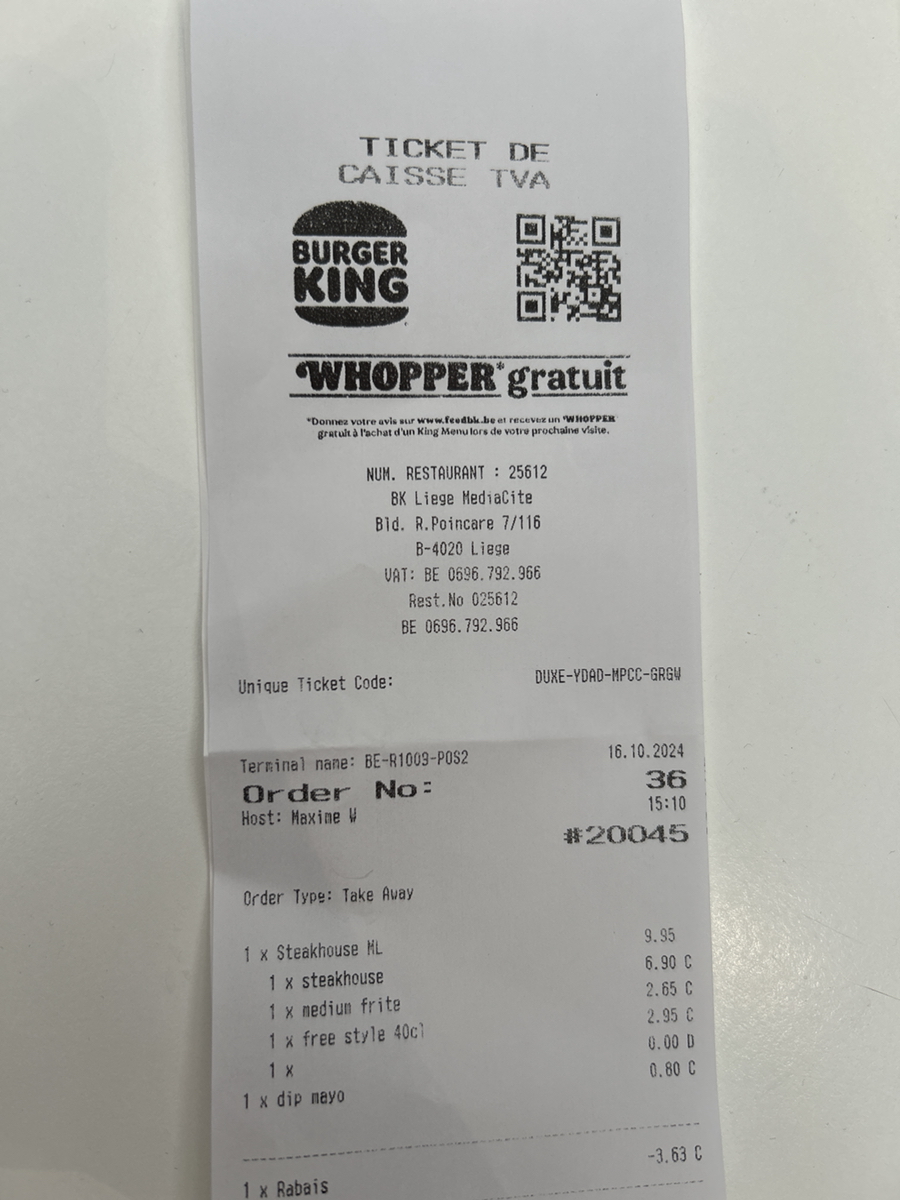 TICKET DE
CAISSE TVA
BURGER
KING
WHOPPER* gratuit
*Donnez votre avis sur www.feedbk.be et recevez un WHOPPER
gratuit à l'achat d'un King Menu lors de votre prochaine visite.
NUM. RESTAURANT : 25612
BK Liege MediaCite
Bld. R.Poincare 7/116
B-4020 Liege
VAT: BE 0696.792.966
Rest.No 025612
BE 0696.792.966
Unique Ticket Code: DUXE-YDAD-MPCC-GRGW
Terminal name: BE-R1009-POS2 16.10.2024
Order No: 36
Host: Maxime W 15:10
#20045
Order Type: Take Away
1 x Steakhouse ML 9.95
1 x steakhouse 6.90 C
1 x medium frite 2.65 C
1 x free style 40cl 2.95 C
1 x 0.00 D
1 x dip mayo 0.80 C
1 x Rabais -3.63 C